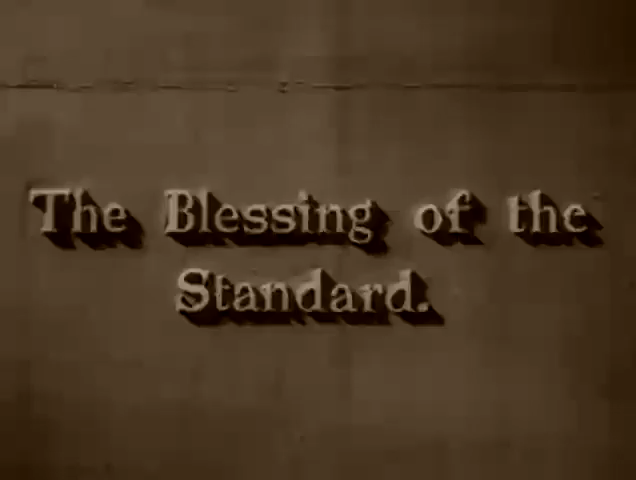 The Blessing of the
Standard.